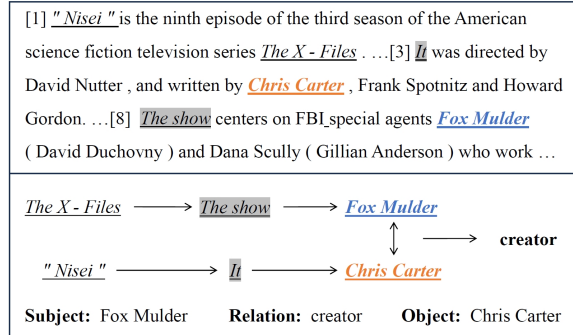 [1] " Nisei " is the ninth episode of the third season of the American
science fiction television series The X - Files . …[3] It was directed by
David Nutter , and written by Chris Carter , Frank Spotnitz and Howard
Gordon. …[8] The show centers on FBI special agents Fox Mulder
( David Duchovny ) and Dana Scully ( Gillian Anderson ) who work …
The X - Files The show Fox Mulder
creator
" Nisei " It Chris Carter
Subject: Fox Mulder Relation: creator Object: Chris Carter